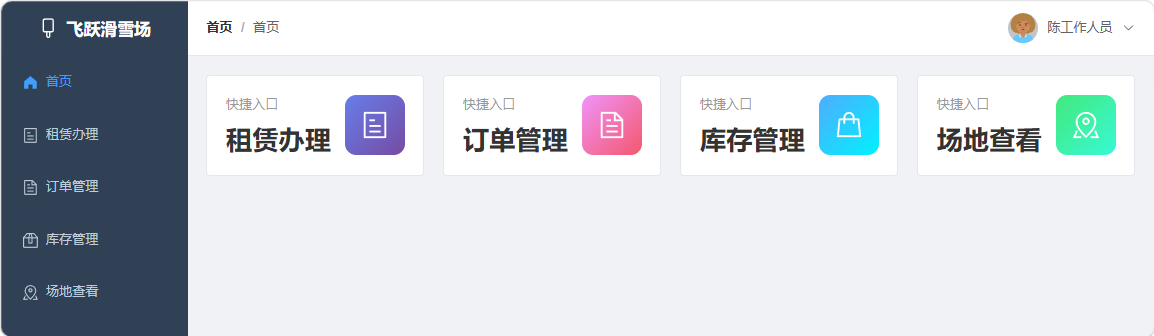 飞跃滑雪场
首页
租赁办理
订单管理
库存管理
场地查看
首页 / 首页
陈工作人员
快捷入口
租赁办理
快捷入口
订单管理
快捷入口
库存管理
快捷入口
场地查看